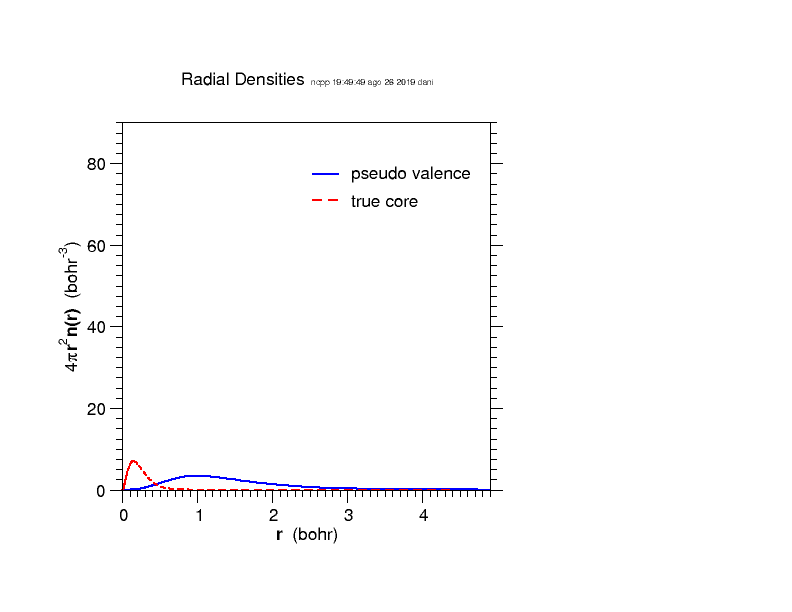 Radial Densities ncpp 19:49:49 ago 26 2019 dani
80
60
40
20
0
4πr²n(r) (bohr⁻³)
pseudo valence
true core
0 1 2 3 4
r (bohr)